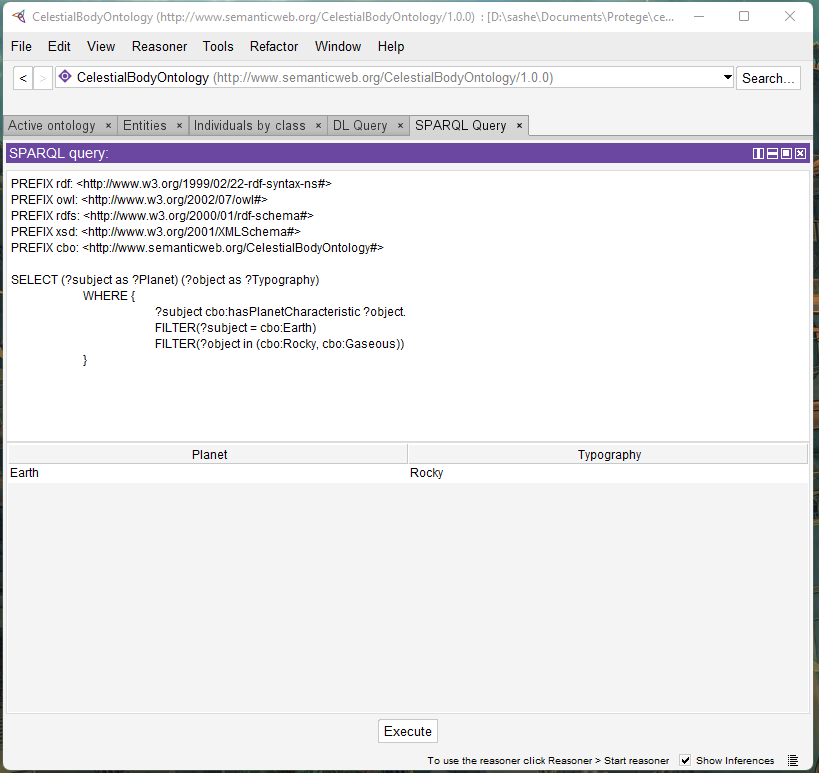 CelestialBodyOntology (http://www.semanticweb.org/CelestialBodyOntology/1.0.0) : [D:\sashe\Documents\Protege\ce...
File Edit View Reasoner Tools Refactor Window Help
< > CelestialBodyOntology (http://www.semanticweb.org/CelestialBodyOntology/1.0.0) Search...
Active ontology × Entities × Individuals by class × DL Query × SPARQL Query ×
SPARQL query:
PREFIX rdf: <http://www.w3.org/1999/02/22-rdf-syntax-ns#>
PREFIX owl: <http://www.w3.org/2002/07/owl#>
PREFIX rdfs: <http://www.w3.org/2000/01/rdf-schema#>
PREFIX xsd: <http://www.w3.org/2001/XMLSchema#>
PREFIX cbo: <http://www.semanticweb.org/CelestialBodyOntology#>
SELECT (?subject as ?Planet) (?object as ?Typography)
WHERE {
?subject cbo:hasPlanetCharacteristic ?object.
FILTER(?subject = cbo:Earth)
FILTER(?object in (cbo:Rocky, cbo:Gaseous))
}
Planet Typography
Earth Rocky
Execute
To use the reasoner click Reasoner > Start reasoner Show Inferences